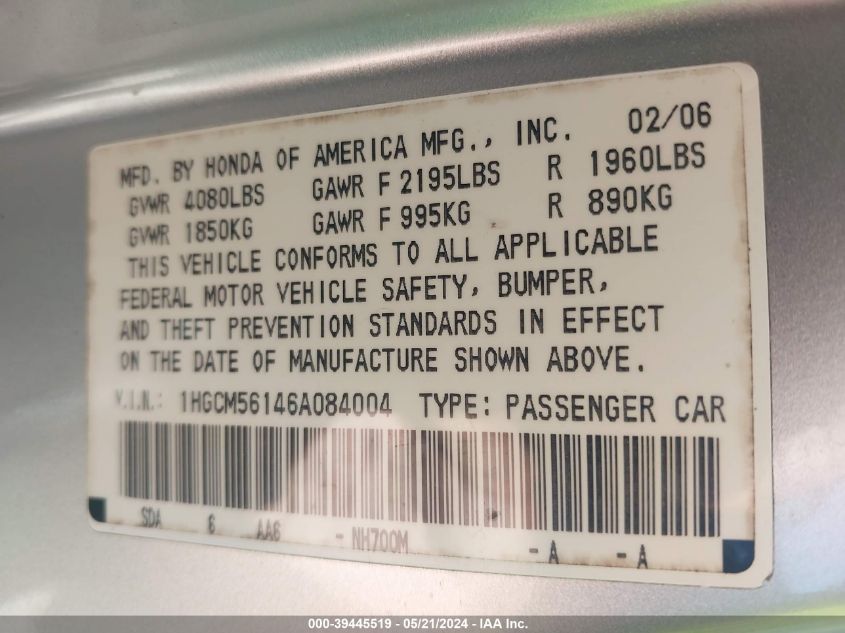 MFD. BY HONDA OF AMERICA MFG., INC. 02/06
GVWR 4080LBS GAWR F 2195LBS R 1960LBS
GVWR 1850KG GAWR F 995KG R 890KG
THIS VEHICLE CONFORMS TO ALL APPLICABLE
FEDERAL MOTOR VEHICLE SAFETY, BUMPER,
AND THEFT PREVENTION STANDARDS IN EFFECT
ON THE DATE OF MANUFACTURE SHOWN ABOVE.
V.I.N.: 1HGCM56146A084004 TYPE: PASSENGER CAR
SDA 6 AA6 - NH700M - A - A
000-39445519 - 05/21/2024 - IAA Inc.